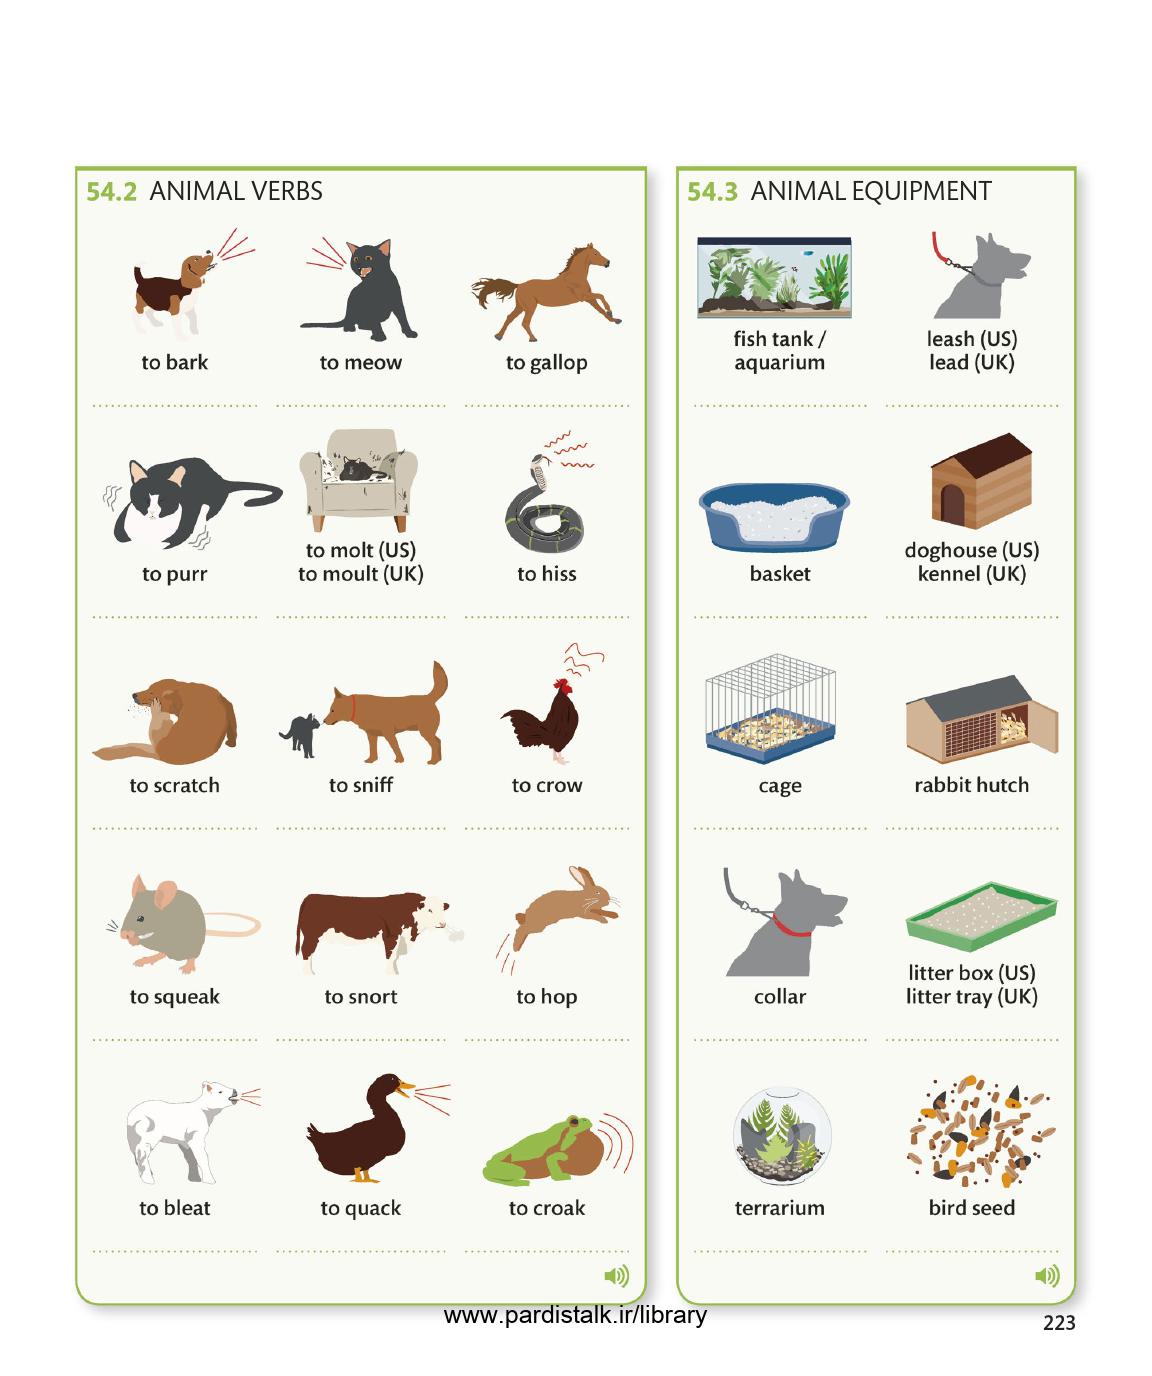 54.2 ANIMAL VERBS
to bark
to meow
to gallop
to purr
to molt (US)
to moult (UK)
to hiss
to scratch
to sniff
to crow
to squeak
to snort
to hop
to bleat
to quack
to croak
54.3 ANIMAL EQUIPMENT
fish tank /
aquarium
leash (US)
lead (UK)
basket
doghouse (US)
kennel (UK)
cage
rabbit hutch
collar
litter box (US)
litter tray (UK)
terrarium
bird seed
www.pardistalk.ir/library
223